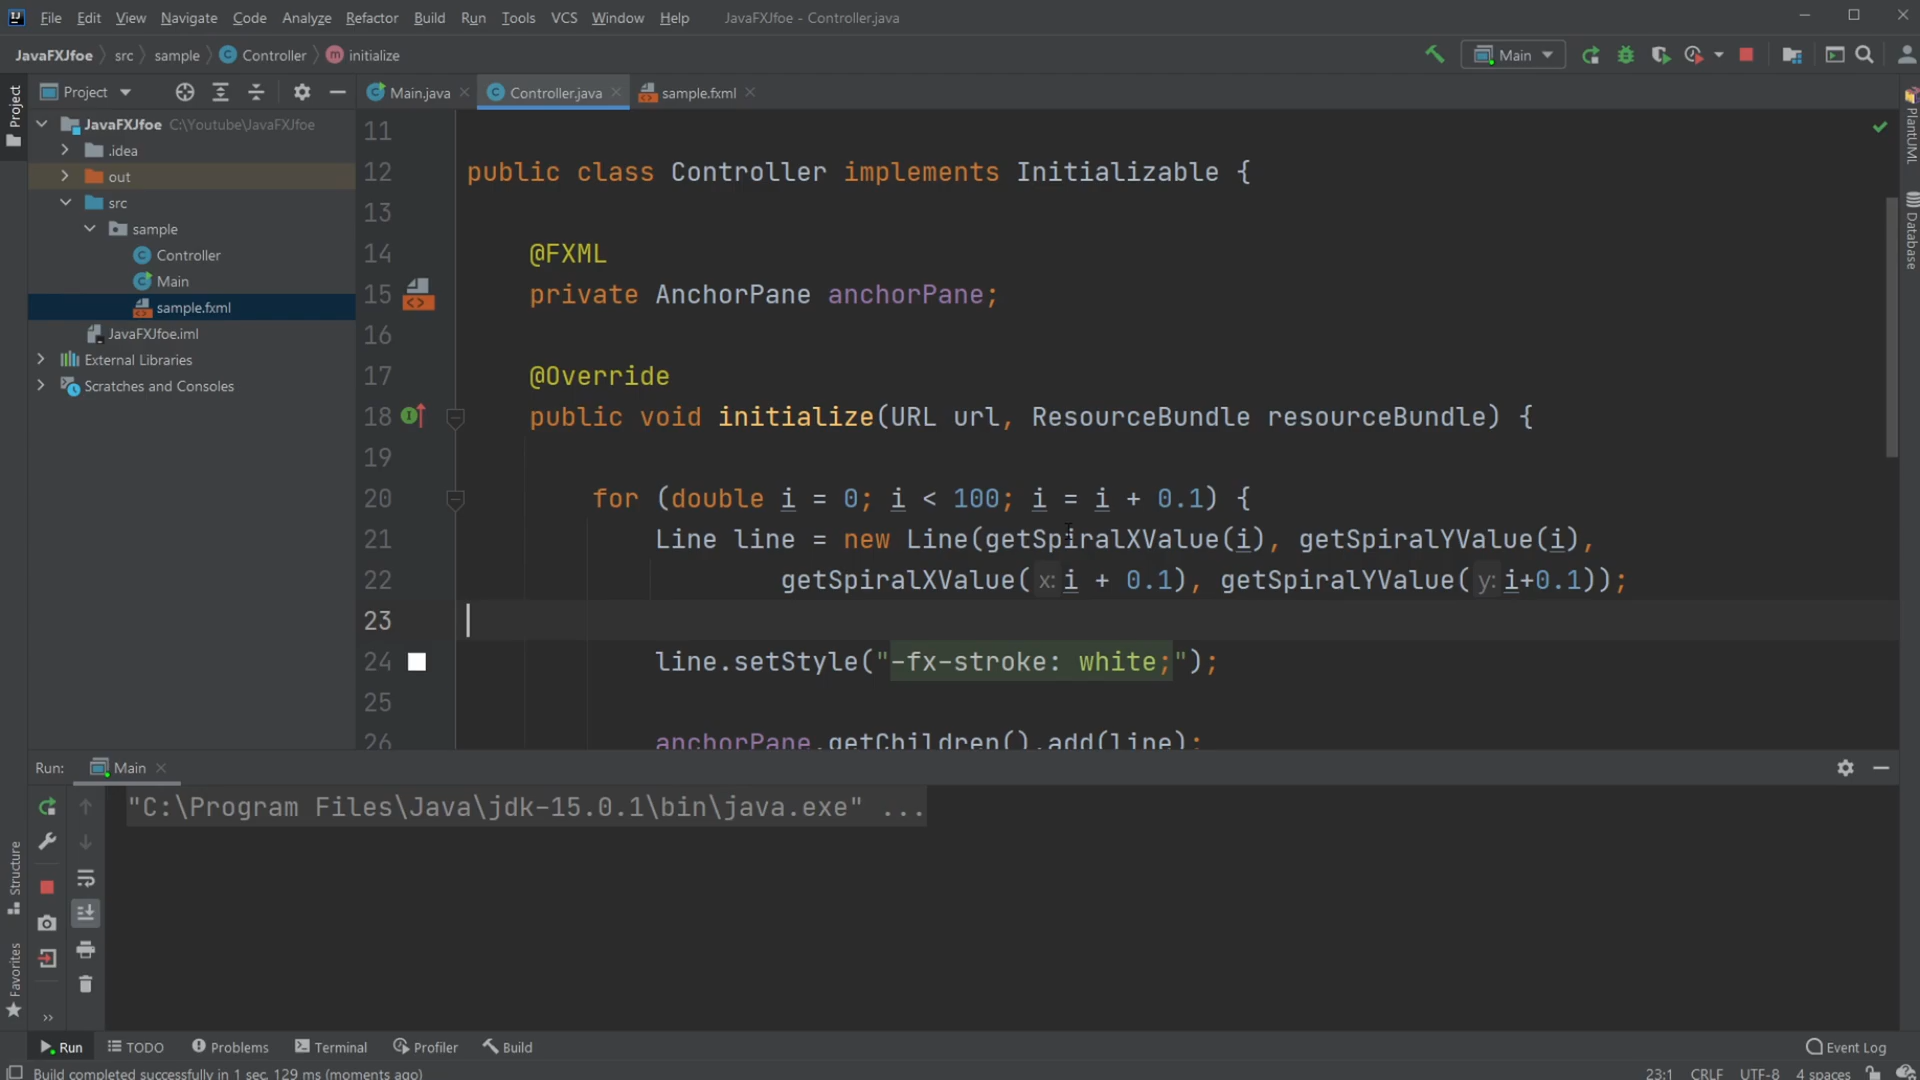 File Edit View Navigate Code Analyze Refactor Build Run Tools VCS Window Help JavaFXJfoe - Controller.java
JavaFXJfoe src sample Controller initialize Main
Project Main.java Controller.java sample.fxml
JavaFXJfoe C:\Youtube\JavaFXJfoe
.idea
out
src
sample
Controller
Main
sample.fxml
JavaFXJfoe.iml
External Libraries
Scratches and Consoles
Project
Structure
Favorites
11
12 public class Controller implements Initializable {
13
14 @FXML
15 private AnchorPane anchorPane;
16
17 @Override
18 public void initialize(URL url, ResourceBundle resourceBundle) {
19
20 for (double i = 0; i < 100; i = i + 0.1) {
21 Line line = new Line(getSpiralXValue(i), getSpiralYValue(i),
22 getSpiralXValue( x: i + 0.1), getSpiralYValue( y: i+0.1));
23
24 line.setStyle("-fx-stroke: white;");
25
26 anchorPane.getChildren().add(line);
PlantUML
Database
Run: Main
"C:\Program Files\Java\jdk-15.0.1\bin\java.exe" ...
Run TODO Problems Terminal Profiler Build Event Log
Build completed successfully in 1 sec, 129 ms (moments ago) 23:1 CRLF UTF-8 4 spaces